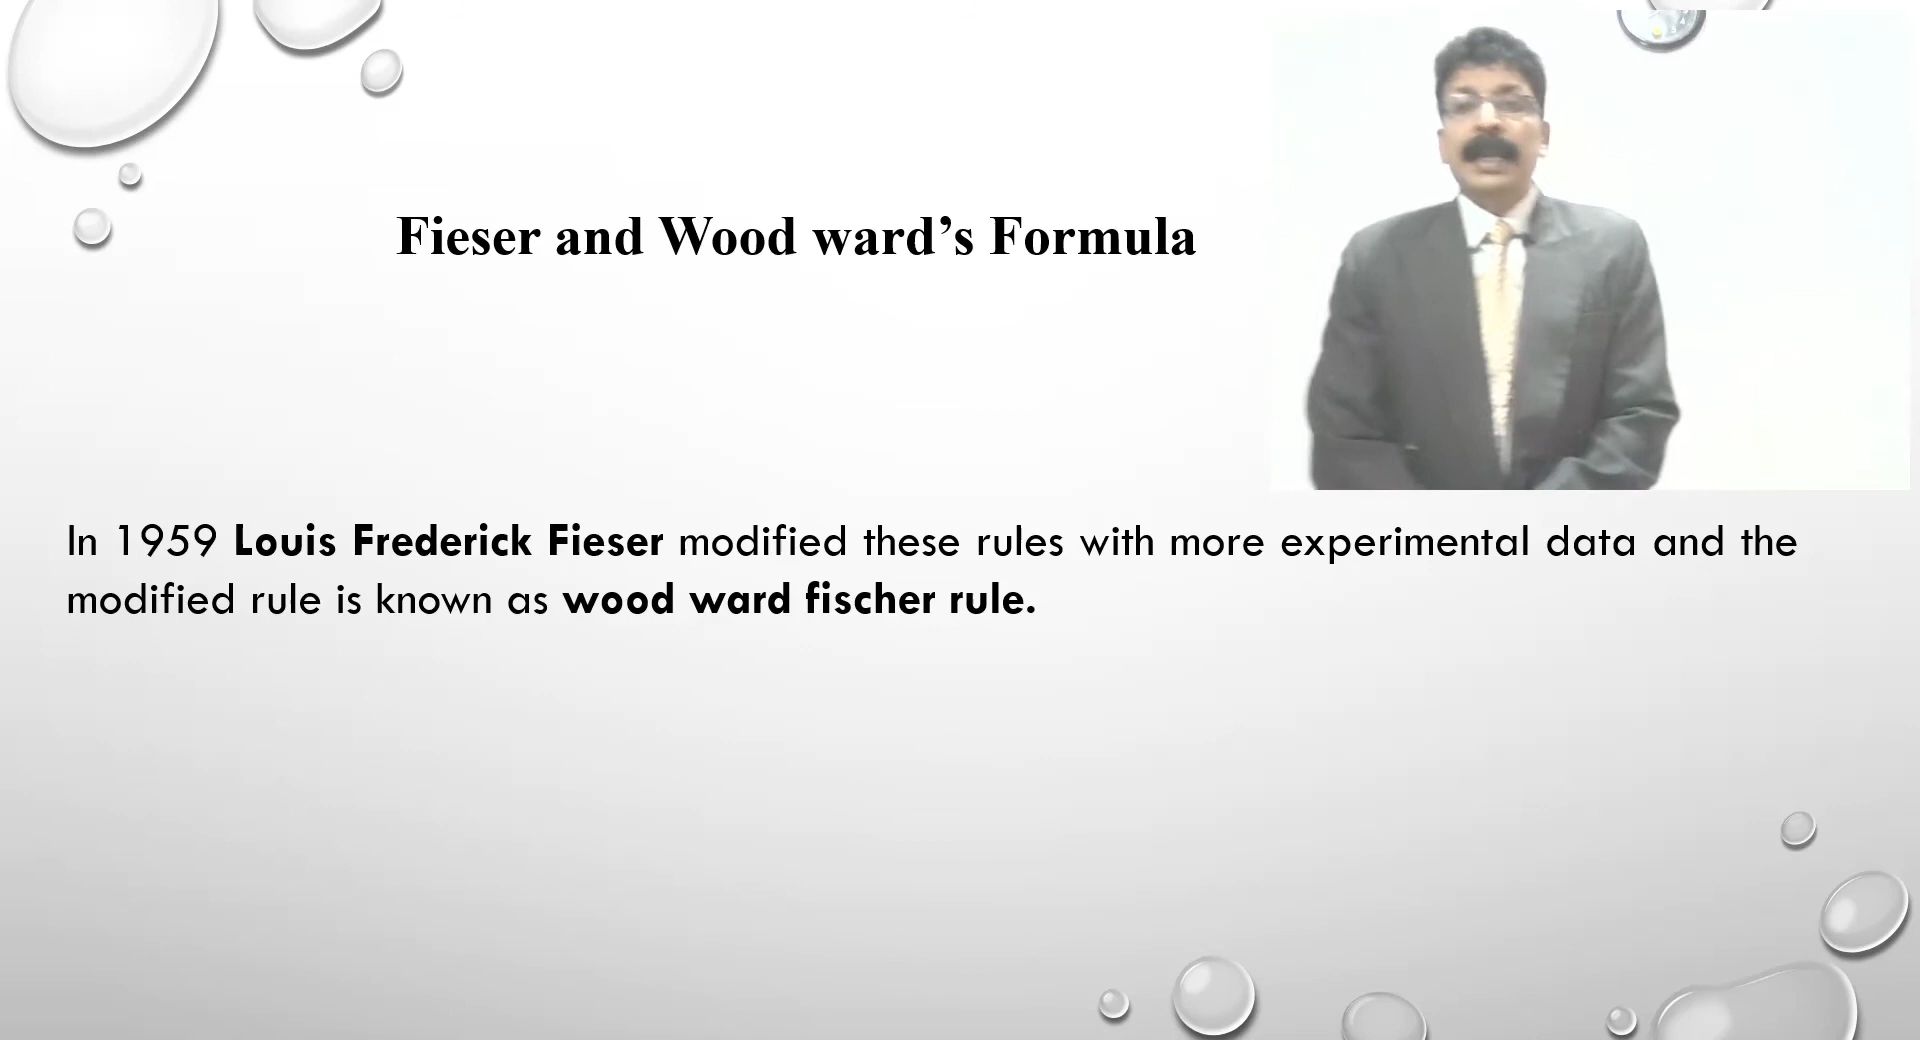 Fieser and Wood ward’s Formula
In 1959 Louis Frederick Fieser modified these rules with more experimental data and the
modified rule is known as wood ward fischer rule.